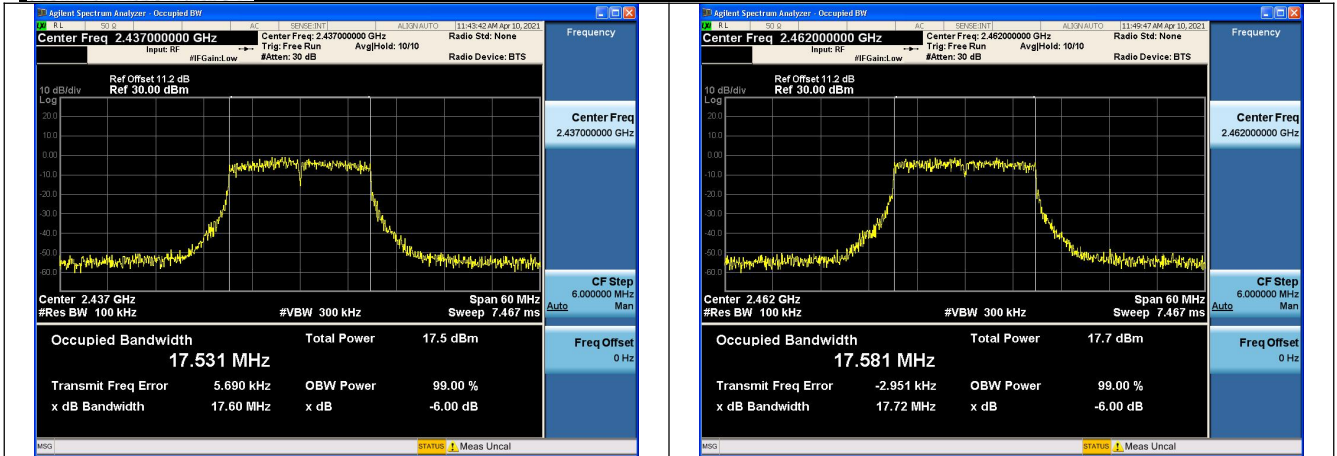 Agilent Spectrum Analyzer - Occupied BW
RL 50 Ω AC SENSE:INT ALIGN AUTO 11:43:42 AM Apr 10, 2021
Center Freq 2.437000000 GHz
Center Freq: 2.437000000 GHz
Radio Std: None
Frequency
Input: RF
Trig: Free Run Avg|Hold: 10/10
#IFGain:Low
#Atten: 30 dB
Radio Device: BTS
Ref Offset 11.2 dB
10 dB/div Ref 30.00 dBm
Log
20.0
10.0
0.00
-10.0
-20.0
-30.0
-40.0
-50.0
-60.0
Center Freq
2.437000000 GHz
Center 2.437 GHz Span 60 MHz
#Res BW 100 kHz #VBW 300 kHz Sweep 7.467 ms
CF Step
6.000000 MHz
Auto Man
Occupied Bandwidth Total Power 17.5 dBm
17.531 MHz
Freq Offset
0 Hz
Transmit Freq Error 5.690 kHz OBW Power 99.00 %
x dB Bandwidth 17.60 MHz x dB -6.00 dB
MSG STATUS Meas Uncal
Agilent Spectrum Analyzer - Occupied BW
RL 50 Ω AC SENSE:INT ALIGN AUTO 11:49:47 AM Apr 10, 2021
Center Freq 2.462000000 GHz
Center Freq: 2.462000000 GHz
Radio Std: None
Frequency
Input: RF
Trig: Free Run Avg|Hold: 10/10
#IFGain:Low
#Atten: 30 dB
Radio Device: BTS
Ref Offset 11.2 dB
10 dB/div Ref 30.00 dBm
Log
20.0
10.0
0.00
-10.0
-20.0
-30.0
-40.0
-50.0
-60.0
Center Freq
2.462000000 GHz
Center 2.462 GHz Span 60 MHz
#Res BW 100 kHz #VBW 300 kHz Sweep 7.467 ms
CF Step
6.000000 MHz
Auto Man
Occupied Bandwidth Total Power 17.7 dBm
17.581 MHz
Freq Offset
0 Hz
Transmit Freq Error -2.951 kHz OBW Power 99.00 %
x dB Bandwidth 17.72 MHz x dB -6.00 dB
MSG STATUS Meas Uncal